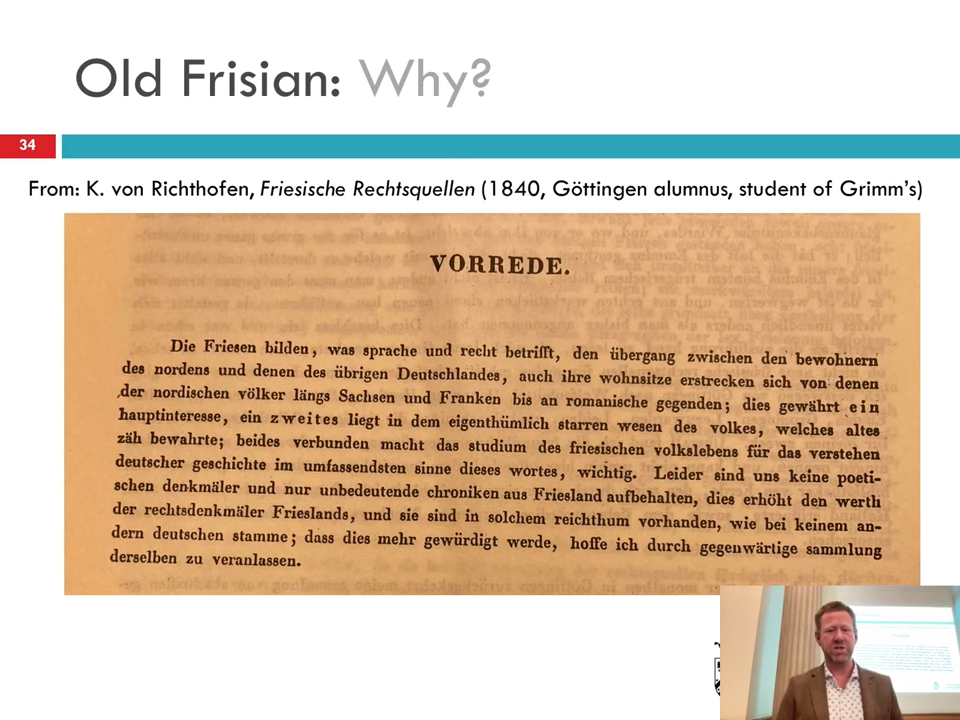 Old Frisian: Why?
34
From: K. von Richthofen, Friesische Rechtsquellen (1840, Göttingen alumnus, student of Grimm's)
VORREDE.
Die Friesen bilden, was sprache und recht betrifft, den übergang zwischen den bewohnern
des nordens und denen des übrigen Deutschlandes, auch ihre wohnsitze erstrecken sich von denen
der nordischen völker längs Sachsen und Franken bis an romanische gegenden; dies gewährt ein
hauptinteresse, ein zweites liegt in dem eigenthümlich starren wesen des volkes, welches altes
zäh bewahrte; beides verbunden macht das studium des friesischen volkslebens für das verstehen
deutscher geschichte im umfassendsten sinne dieses wortes, wichtig. Leider sind uns keine poeti-
schen denkmäler und nur unbedeutende chroniken aus Friesland aufbehalten, dies erhöht den werth
der rechtsdenkmäler Frieslands, und sie sind in solchem reichthum vorhanden, wie bei keinem an-
dern deutschen stamme; dass dies mehr gewürdigt werde, hoffe ich durch gegenwärtige sammlung
derselben zu veranlassen.